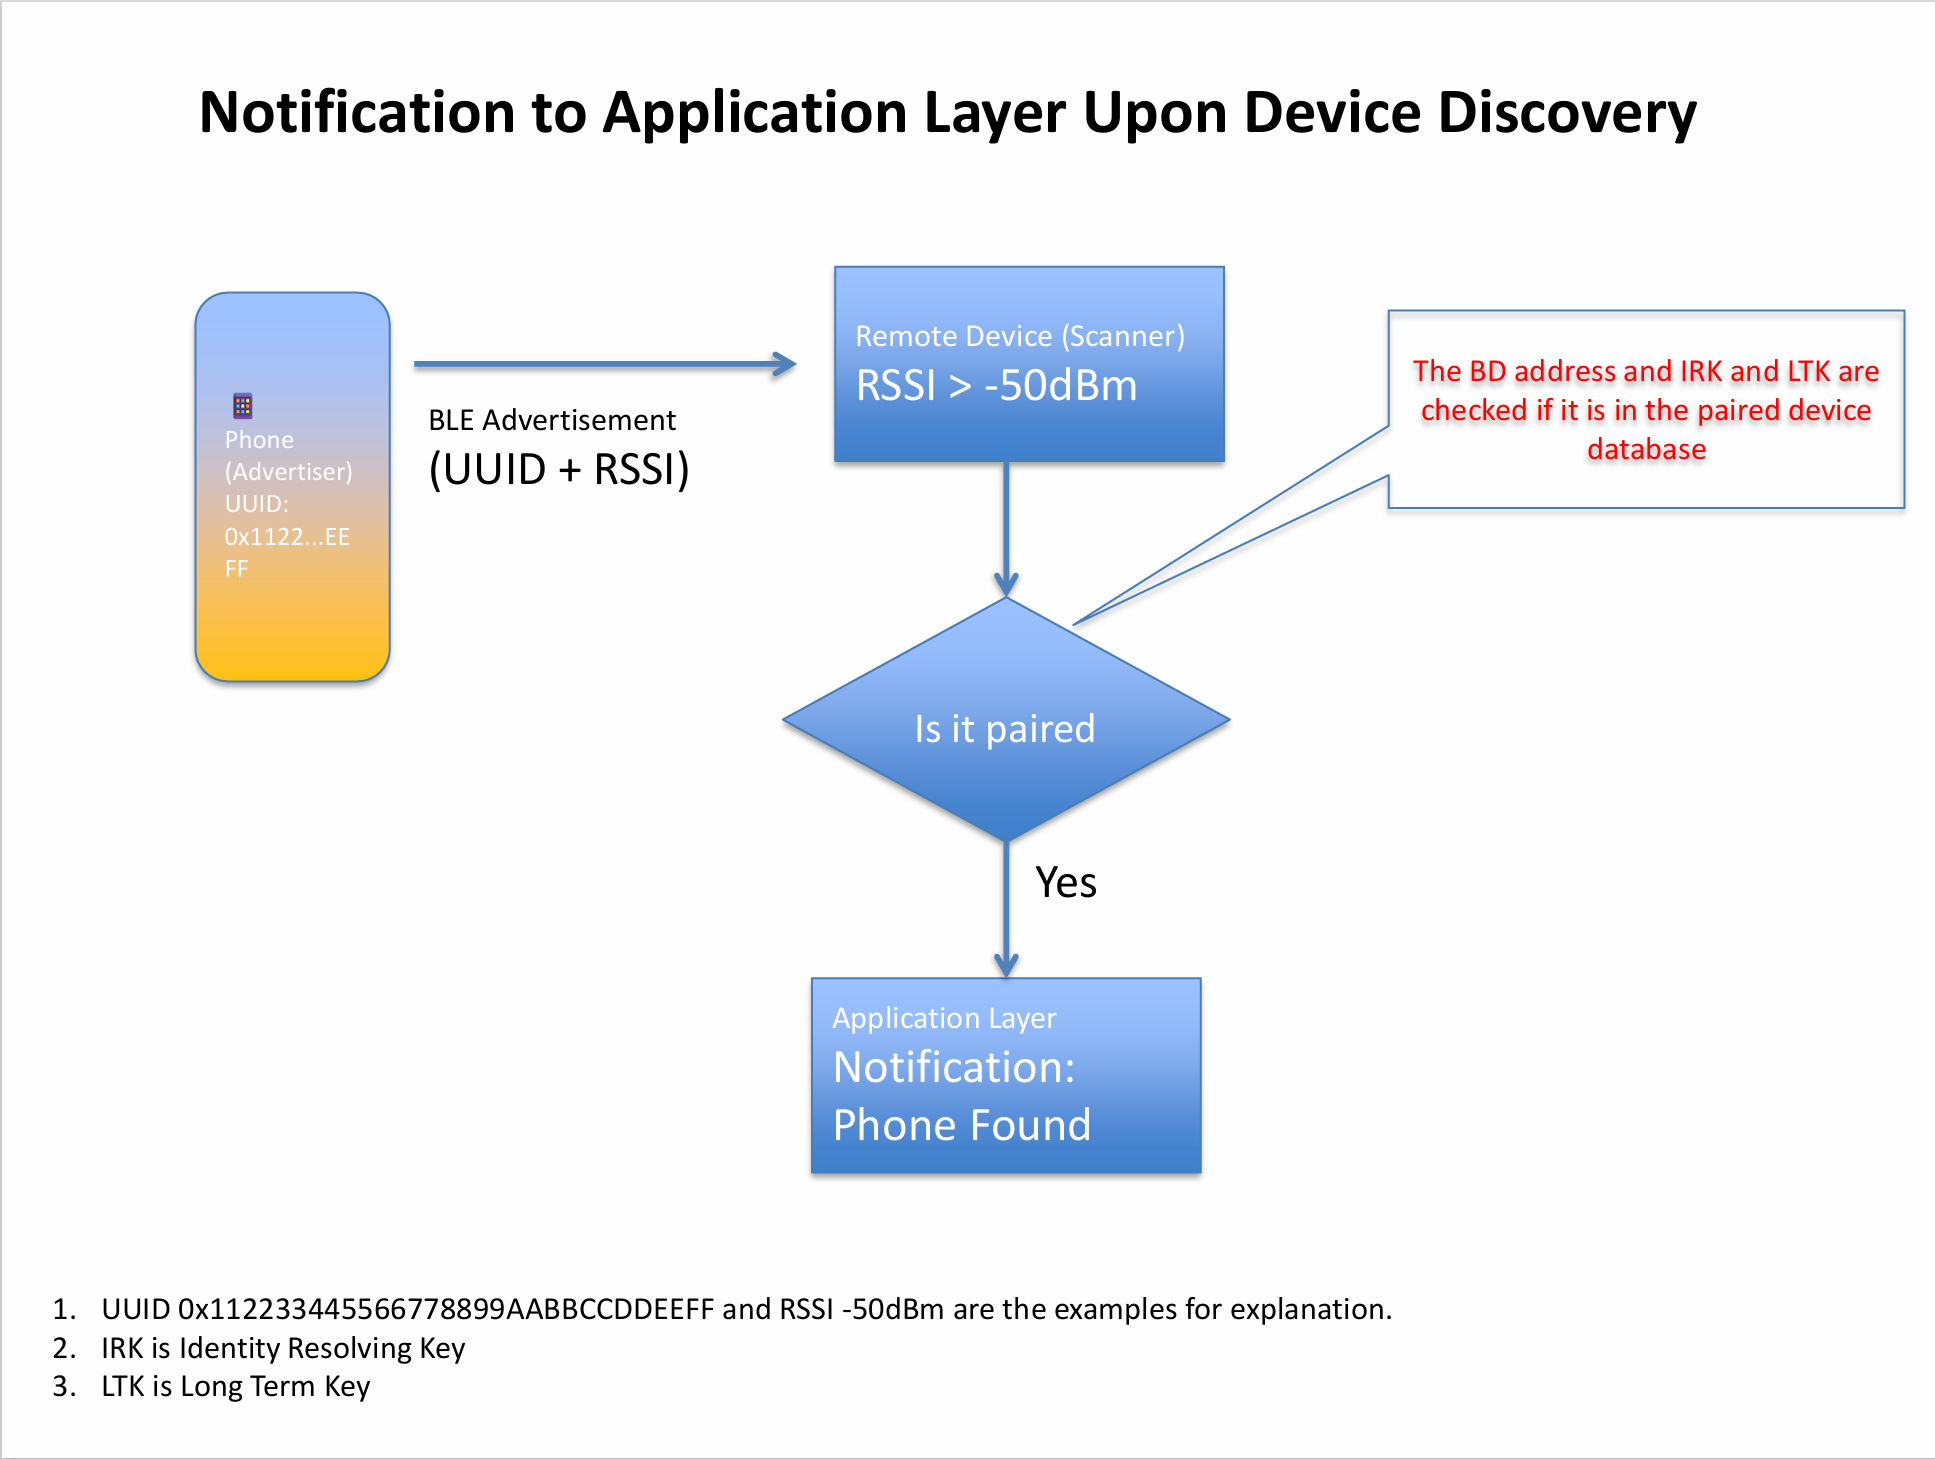 Notification to Application Layer Upon Device Discovery
Phone
(Advertiser)
UUID:
0x1122...EE
FF
BLE Advertisement
(UUID + RSSI)
Remote Device (Scanner)
RSSI > -50dBm
The BD address and IRK and LTK are
checked if it is in the paired device
database
Is it paired
Yes
Application Layer
Notification:
Phone Found
1. UUID 0x112233445566778899AABBCCDDEEFF and RSSI -50dBm are the examples for explanation.
2. IRK is Identity Resolving Key
3. LTK is Long Term Key